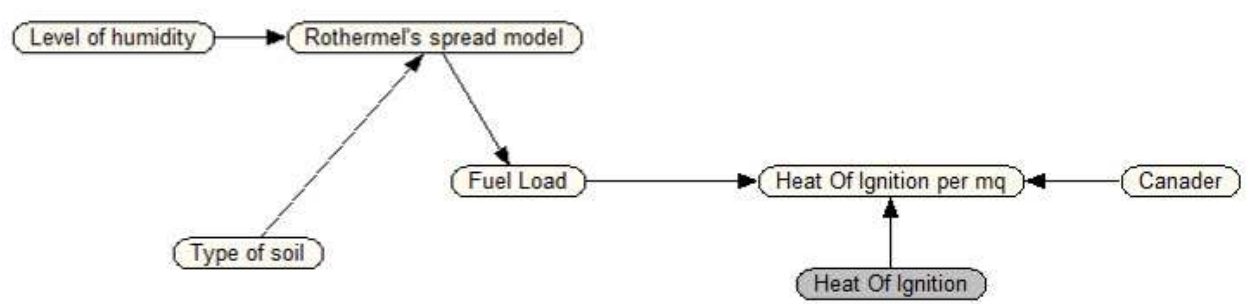 Level of humidity
Rothermel's spread model
Fuel Load
Heat Of Ignition per mq
Canader
Type of soil
Heat Of Ignition